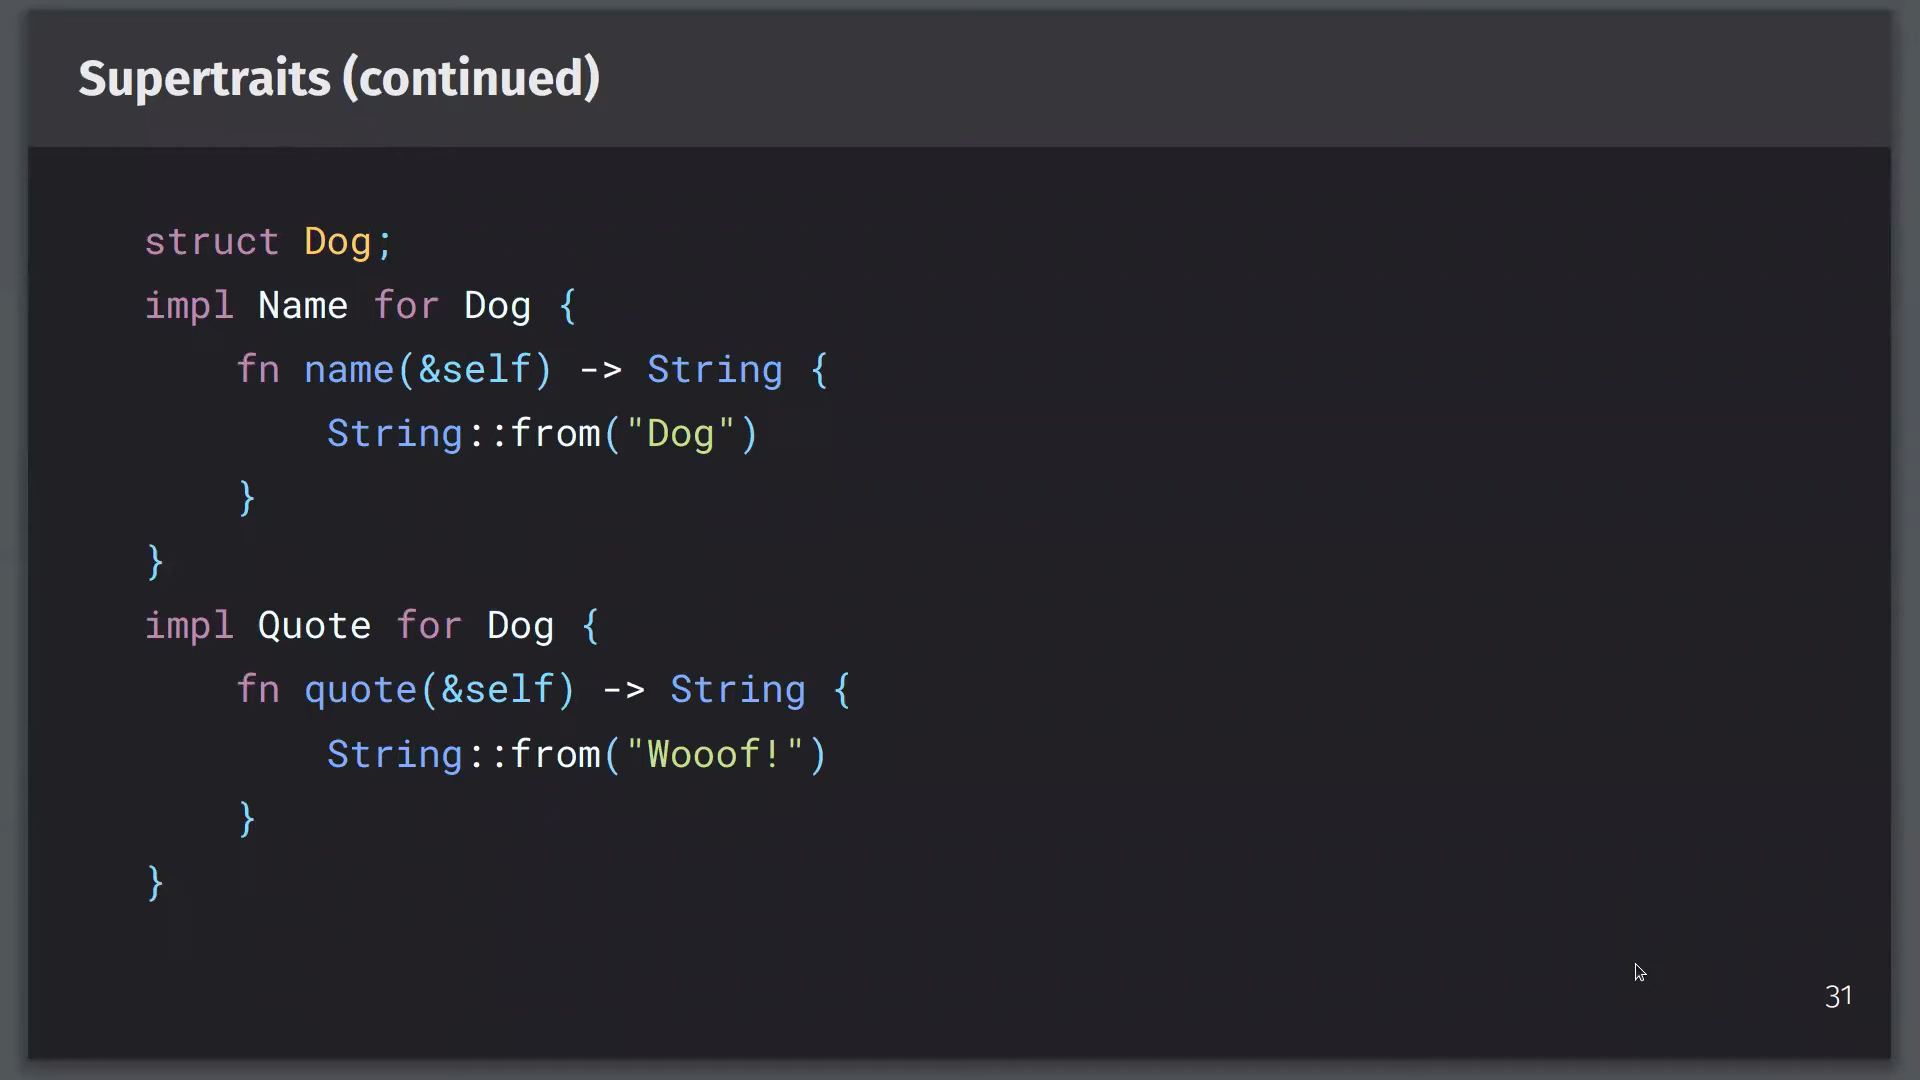 Supertraits (continued)
struct Dog;
impl Name for Dog {
    fn name(&self) -> String {
        String::from("Dog")
    }
}
impl Quote for Dog {
    fn quote(&self) -> String {
        String::from("Wooof!")
    }
}
31